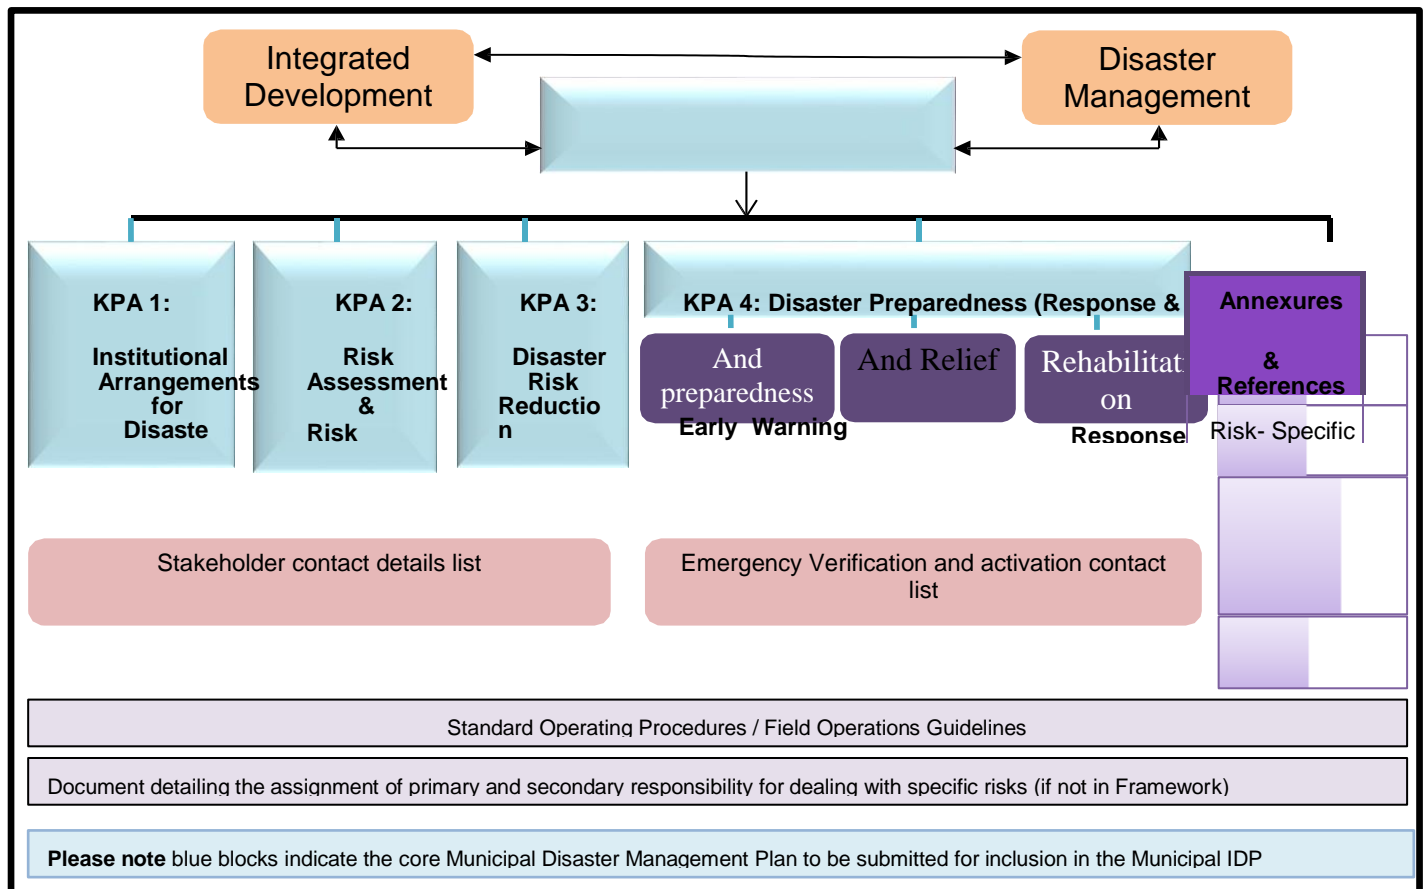 Integrated
Development
Disaster
Management
KPA 1:
Institutional
Arrangements
for
Disaste
KPA 2:
Risk
Assessment
&
Risk
KPA 3:
Disaster
Risk
Reductio
n
KPA 4: Disaster Preparedness (Response &
And
preparedness
Early Warning
And Relief
Rehabilitati
on
Response
Annexures
&
References
Risk- Specific
Stakeholder contact details list
Emergency Verification and activation contact
list
Standard Operating Procedures / Field Operations Guidelines
Document detailing the assignment of primary and secondary responsibility for dealing with specific risks (if not in Framework)
Please note blue blocks indicate the core Municipal Disaster Management Plan to be submitted for inclusion in the Municipal IDP